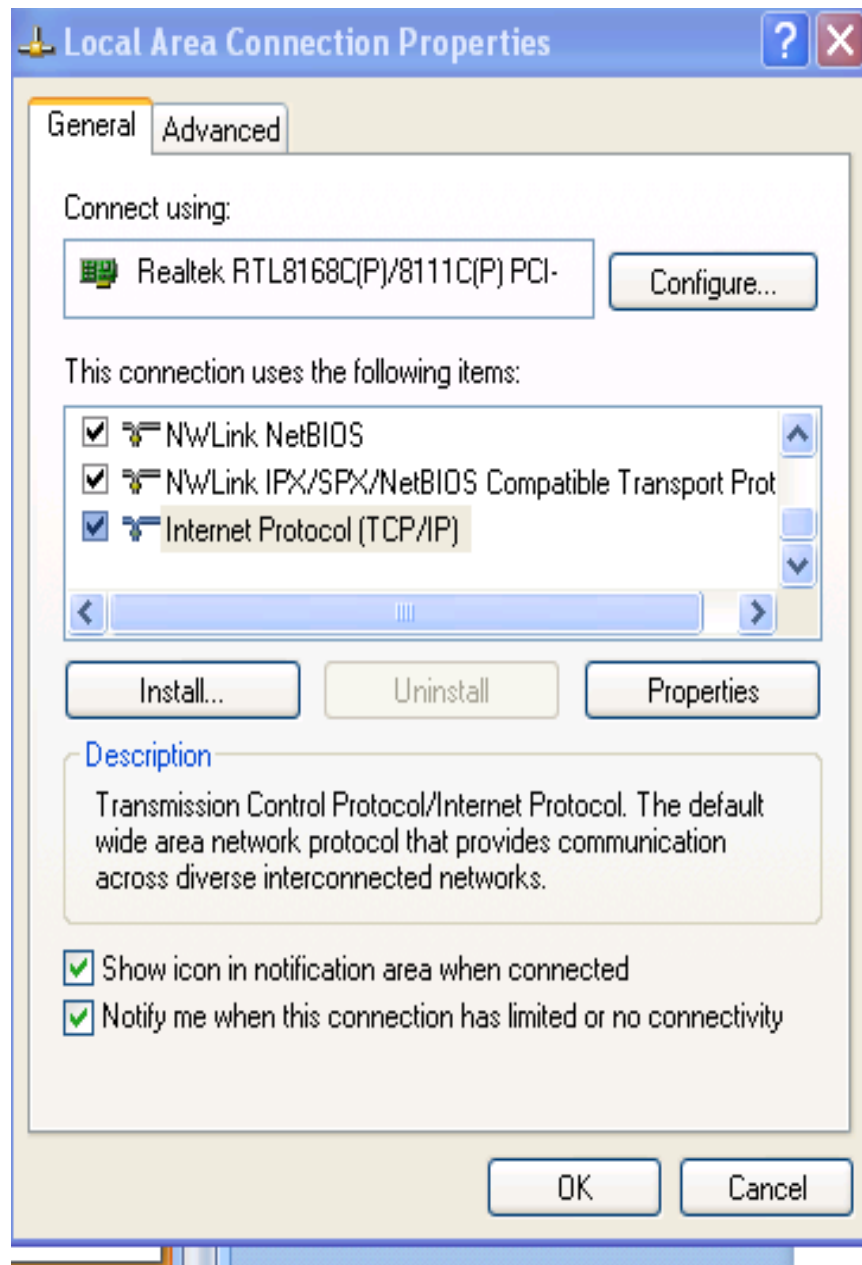 Local Area Connection Properties
General
Advanced
Connect using:
Realtek RTL8168C(P)/8111C(P) PCI-
Configure...
This connection uses the following items:
NWLink NetBIOS
NWLink IPX/SPX/NetBIOS Compatible Transport Prot
Internet Protocol (TCP/IP)
Install...
Uninstall
Properties
Description
Transmission Control Protocol/Internet Protocol. The default
wide area network protocol that provides communication
across diverse interconnected networks.
Show icon in notification area when connected
Notify me when this connection has limited or no connectivity
OK
Cancel